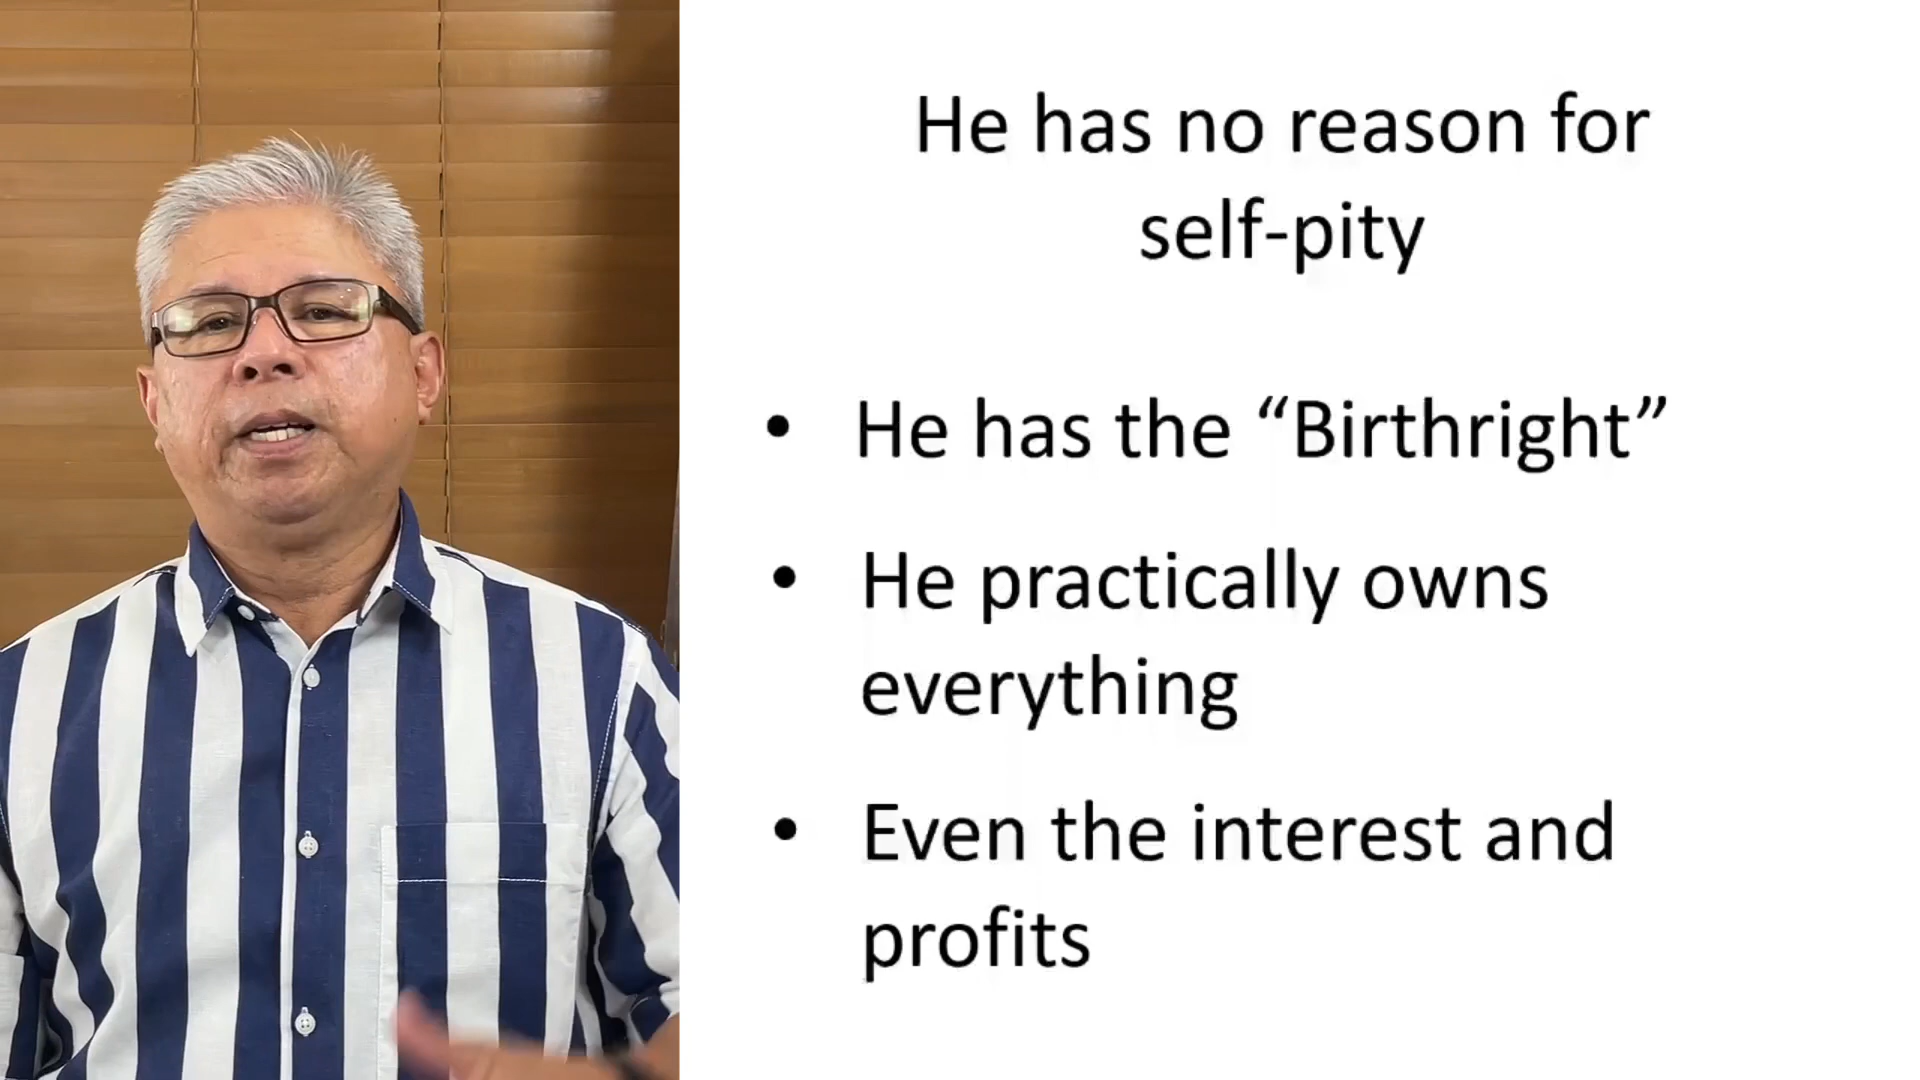 He has no reason for
self-pity
• He has the “Birthright”
• He practically owns
everything
• Even the interest and
profits